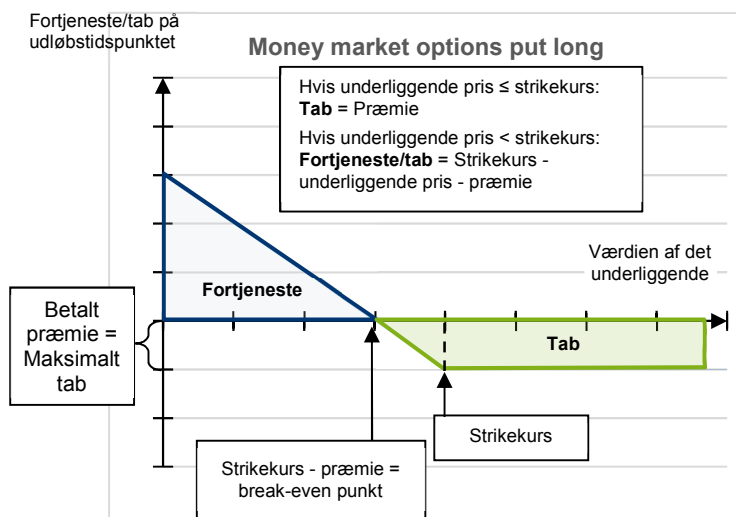 Fortjeneste/tab på
udløbstidspunktet
Money market options put long
Hvis underliggende pris ≤ strikekurs:
Tab = Præmie
Hvis underliggende pris < strikekurs:
Fortjeneste/tab = Strikekurs -
underliggende pris - præmie
Værdien af det
underliggende
Fortjeneste
Betalt
præmie =
Maksimalt
tab
Tab
Strikekurs
Strikekurs - præmie =
break-even punkt